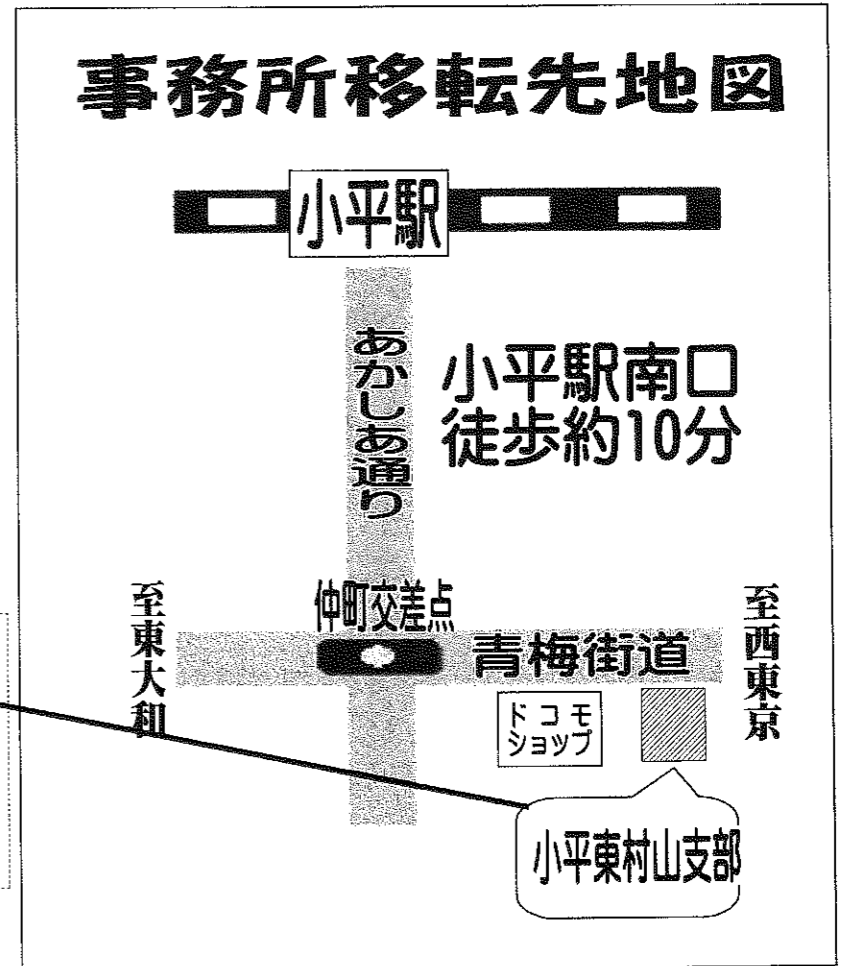 事務所移転先地図
小平駅
あかしあ通り
小平駅南口
徒歩約10分
仲町交差点
至東大和
青梅街道
至西東京
ドコモ
ショップ
小平東村山支部